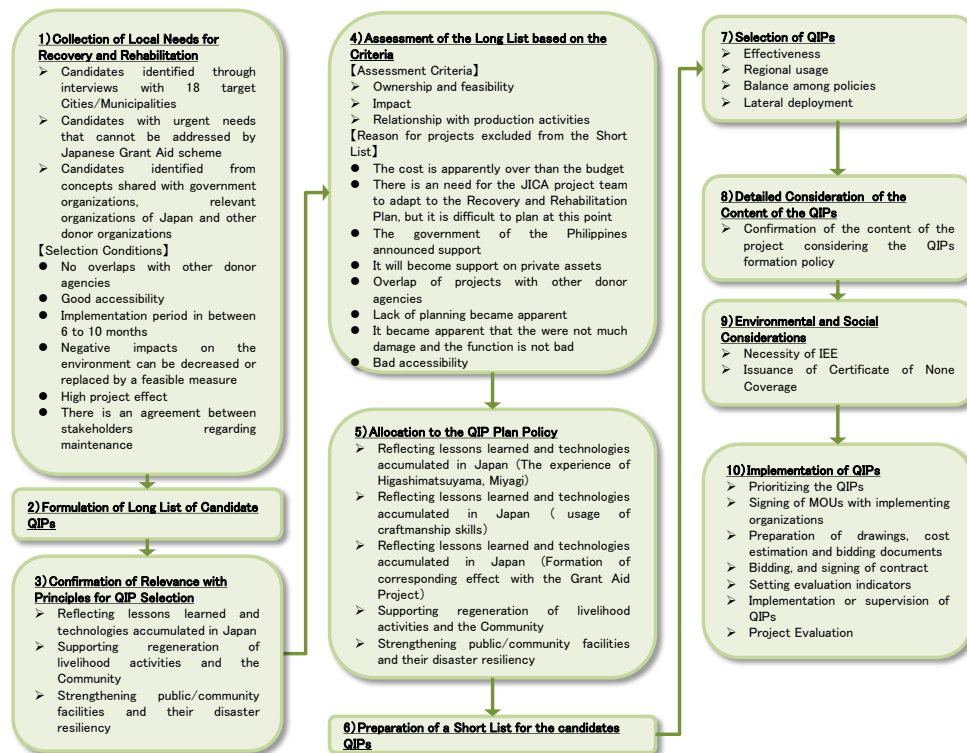 1) Collection of Local Needs for
Recovery and Rehabilitation
➢ Candidates identified through
interviews with 18 target
Cities/Municipalities
➢ Candidates with urgent needs
that cannot be addressed by
Japanese Grant Aid scheme
➢ Candidates identified from
concepts shared with government
organizations, relevant
organizations of Japan and other
donor organizations
【Selection Conditions】
● No overlaps with other donor
agencies
● Good accessibility
● Implementation period in between
6 to 10 months
● Negative impacts on the
environment can be decreased or
replaced by a feasible measure
● High project effect
● There is an agreement between
stakeholders regarding
maintenance
2) Formulation of Long List of Candidate
QIPs
3) Confirmation of Relevance with
Principles for QIP Selection
➢ Reflecting lessons learned and
technologies accumulated in Japan
➢ Supporting regeneration of
livelihood activities and the
Community
➢ Strengthening public/community
facilities and their disaster
resiliency
4) Assessment of the Long List based on the
Criteria
【Assessment Criteria】
➢ Ownership and feasibility
➢ Impact
➢ Relationship with production activities
【Reason for projects excluded from the Short
List】
● The cost is apparently over than the budget
● There is an need for the JICA project team
to adapt to the Recovery and Rehabilitation
Plan, but it is difficult to plan at this point
● The government of the Philippines
announced support
● It will become support on private assets
● Overlap of projects with other donor
agencies
● Lack of planning became apparent
● It became apparent that the were not much
damage and the function is not bad
● Bad accessibility
5) Allocation to the QIP Plan Policy
➢ Reflecting lessons learned and technologies
accumulated in Japan (The experience of
Higashimatsuyama, Miyagi)
➢ Reflecting lessons learned and technologies
accumulated in Japan ( usage of
craftmanship skills)
➢ Reflecting lessons learned and technologies
accumulated in Japan (Formation of
corresponding effect with the Grant Aid
Project)
➢ Supporting regeneration of livelihood
activities and the Community
➢ Strengthening public/community facilities
and their disaster resiliency
6) Preparation of a Short List for the candidates
QIPs
7) Selection of QIPs
➢ Effectiveness
➢ Regional usage
➢ Balance among policies
➢ Lateral deployment
8) Detailed Consideration of the
Content of the QIPs
➢ Confirmation of the content of the
project considering the QIPs
formation policy
9) Environmental and Social
Considerations
➢ Necessity of IEE
➢ Issuance of Certificate of None
Coverage
10) Implementation of QIPs
➢ Prioritizing the QIPs
➢ Signing of MOUs with implementing
organizations
➢ Preparation of drawings, cost
estimation and bidding documents
➢ Bidding, and signing of contract
➢ Setting evaluation indicators
➢ Implementation or supervision of
QIPs
➢ Project Evaluation